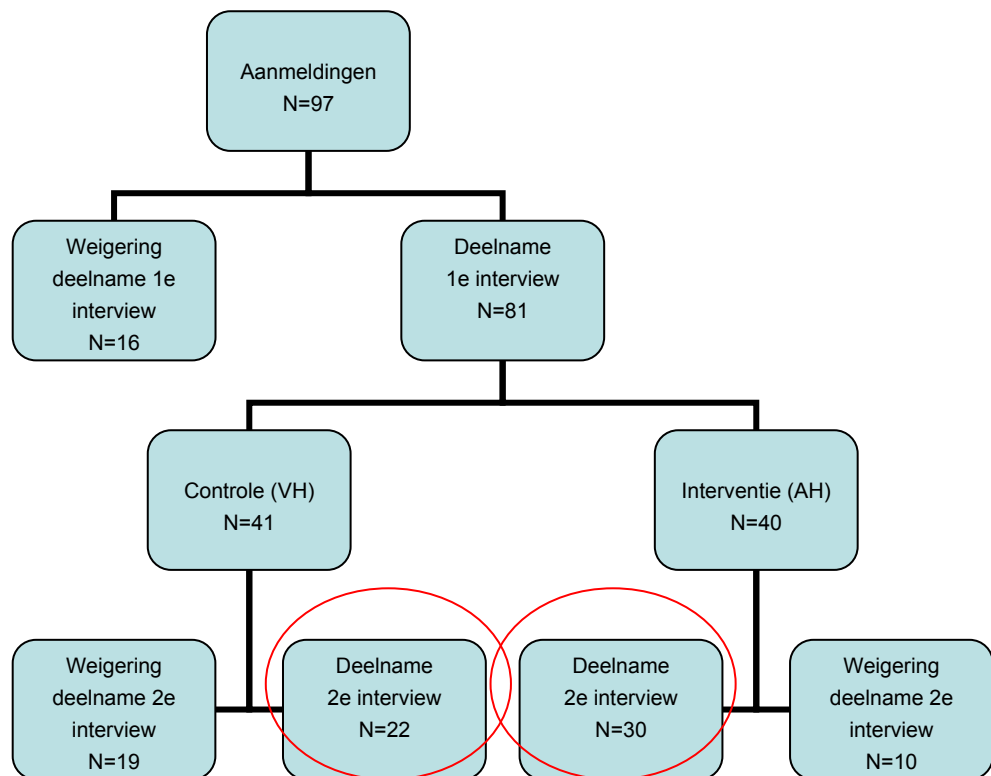 Aanmeldingen
N=97
Weigering
deelname 1e
interview
N=16
Deelname
1e interview
N=81
Controle (VH)
N=41
Interventie (AH)
N=40
Weigering
deelname 2e
interview
N=19
Deelname
2e interview
N=22
Deelname
2e interview
N=30
Weigering
deelname 2e
interview
N=10